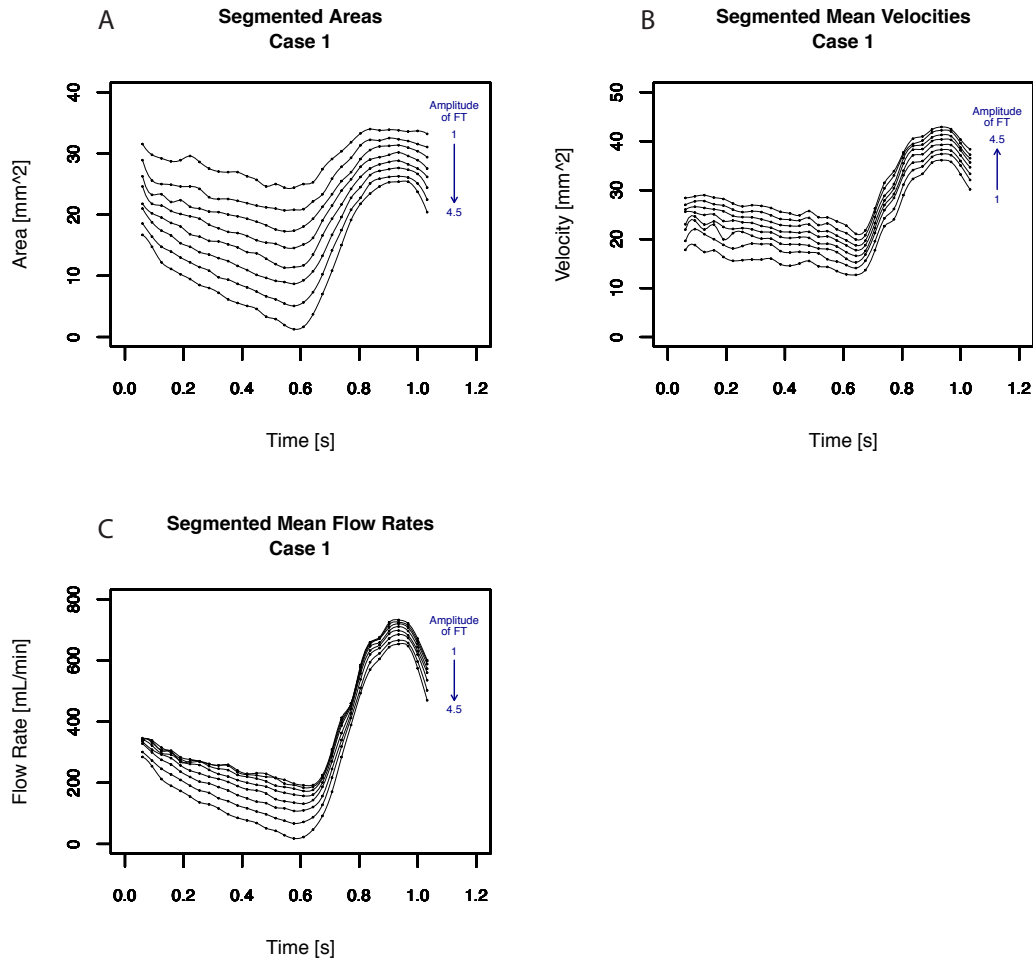 A
Segmented Areas
Case 1
Area [mm^2]
40
30
20
10
0
Amplitude
of FT
1
4.5
0.0 0.2 0.4 0.6 0.8 1.0 1.2
Time [s]
B
Segmented Mean Velocities
Case 1
Velocity [mm^2]
50
40
30
20
10
0
Amplitude
of FT
4.5
1
0.0 0.2 0.4 0.6 0.8 1.0 1.2
Time [s]
C
Segmented Mean Flow Rates
Case 1
Flow Rate [mL/min]
800
600
400
200
0
Amplitude
of FT
1
4.5
0.0 0.2 0.4 0.6 0.8 1.0 1.2
Time [s]